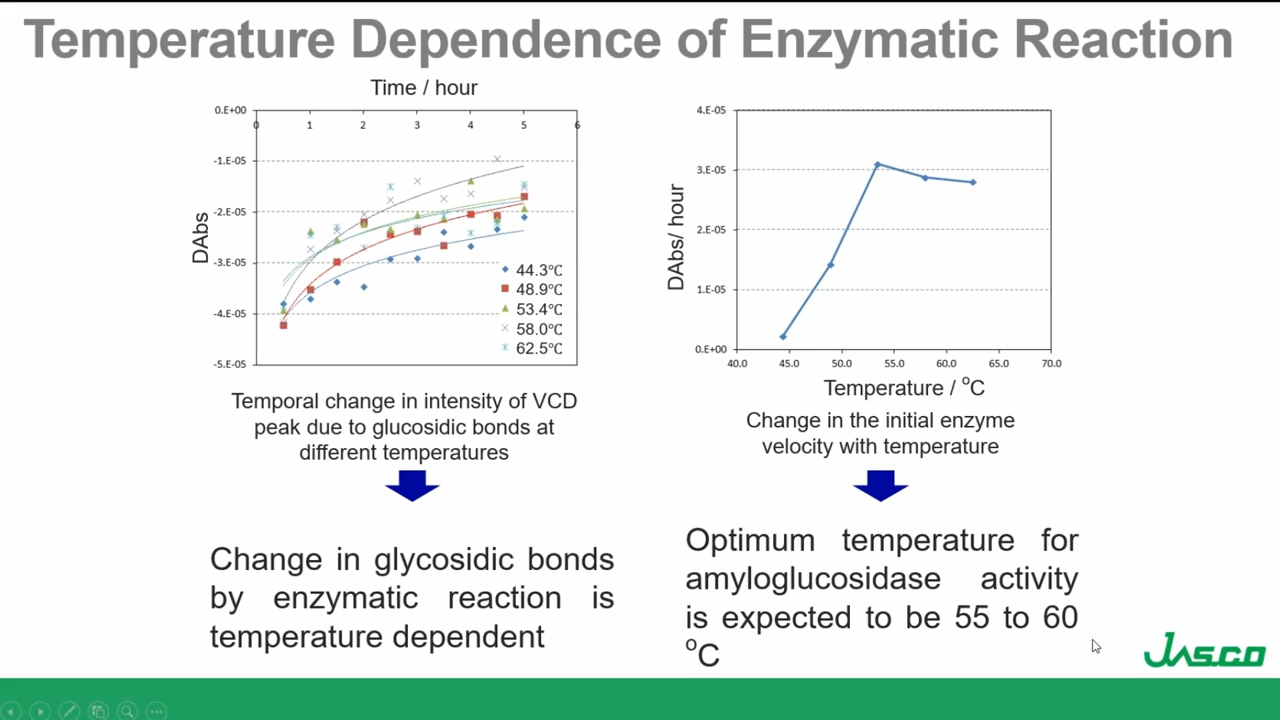 Temperature Dependence of Enzymatic Reaction
Time / hour
0.E+00
0 1 2 3 4 5 6
-1.E-05
-2.E-05
-3.E-05
-4.E-05
-5.E-05
DAbs
44.3℃
48.9℃
53.4℃
58.0℃
62.5℃
Temporal change in intensity of VCD
peak due to glucosidic bonds at
different temperatures
Change in glycosidic bonds
by enzymatic reaction is
temperature dependent
4.E-05
3.E-05
2.E-05
1.E-05
0.E+00
DAbs/ hour
40.0 45.0 50.0 55.0 60.0 65.0 70.0
Temperature / °C
Change in the initial enzyme
velocity with temperature
Optimum temperature for
amyloglucosidase activity
is expected to be 55 to 60
°C
JASCO